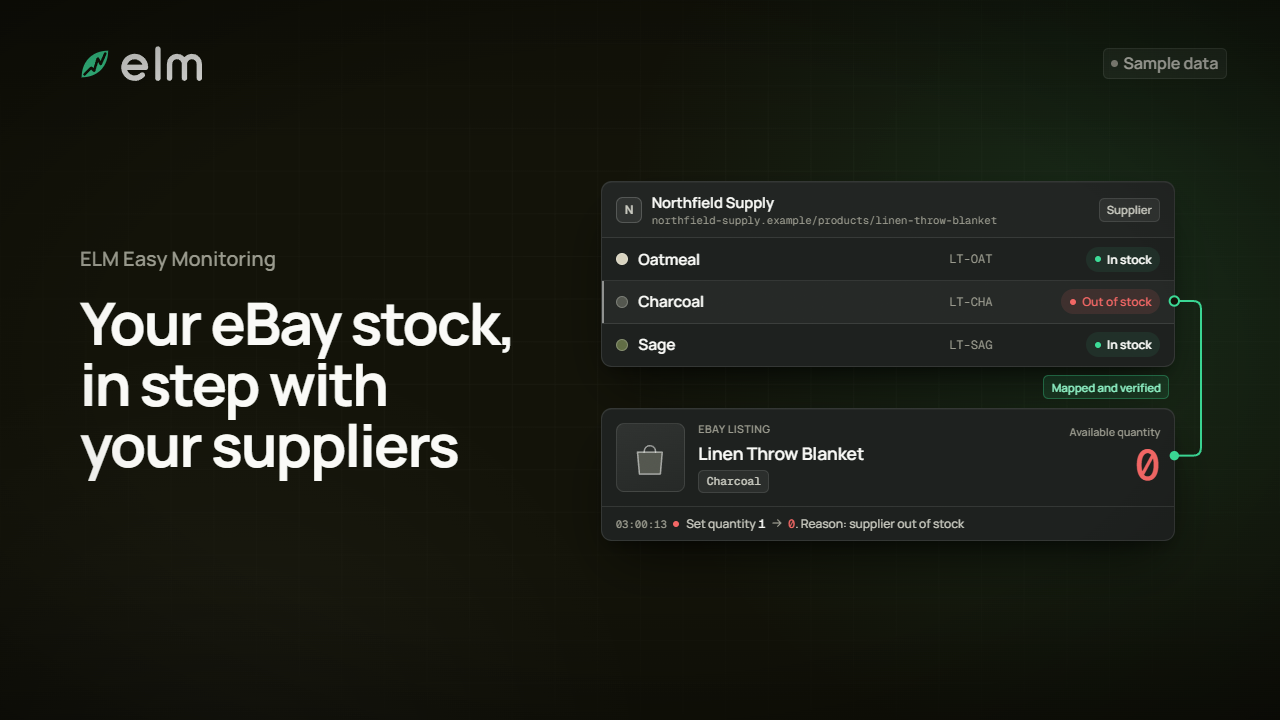 elm
Sample data
ELM Easy Monitoring
Your eBay stock,
in step with
your suppliers
N
Northfield Supply
northfield-supply.example/products/linen-throw-blanket
Supplier
Oatmeal LT-OAT In stock
Charcoal LT-CHA Out of stock
Sage LT-SAG In stock
Mapped and verified
EBAY LISTING
Linen Throw Blanket
Charcoal
Available quantity
0
03:00:13 Set quantity 1 → 0. Reason: supplier out of stock